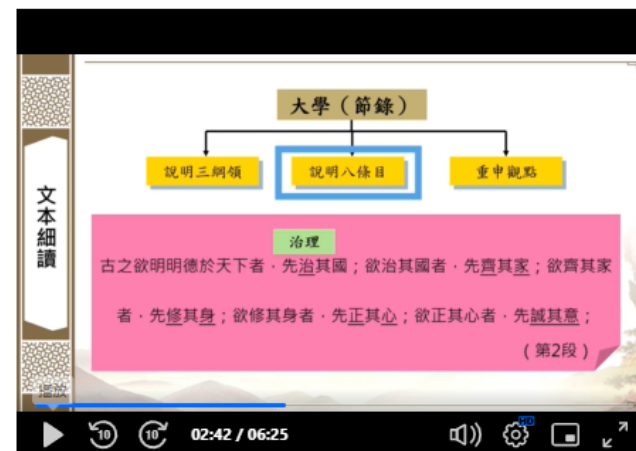 大學（節錄）
說明三綱領
說明八條目
重申觀點
文本細讀
治理
古之欲明明德於天下者，先治其國；欲治其國者，先齊其家；欲齊其家
者，先修其身；欲修其身者，先正其心；欲正其心者，先誠其意；
（第2段）
播放
10
10
02:42 / 06:25
HD